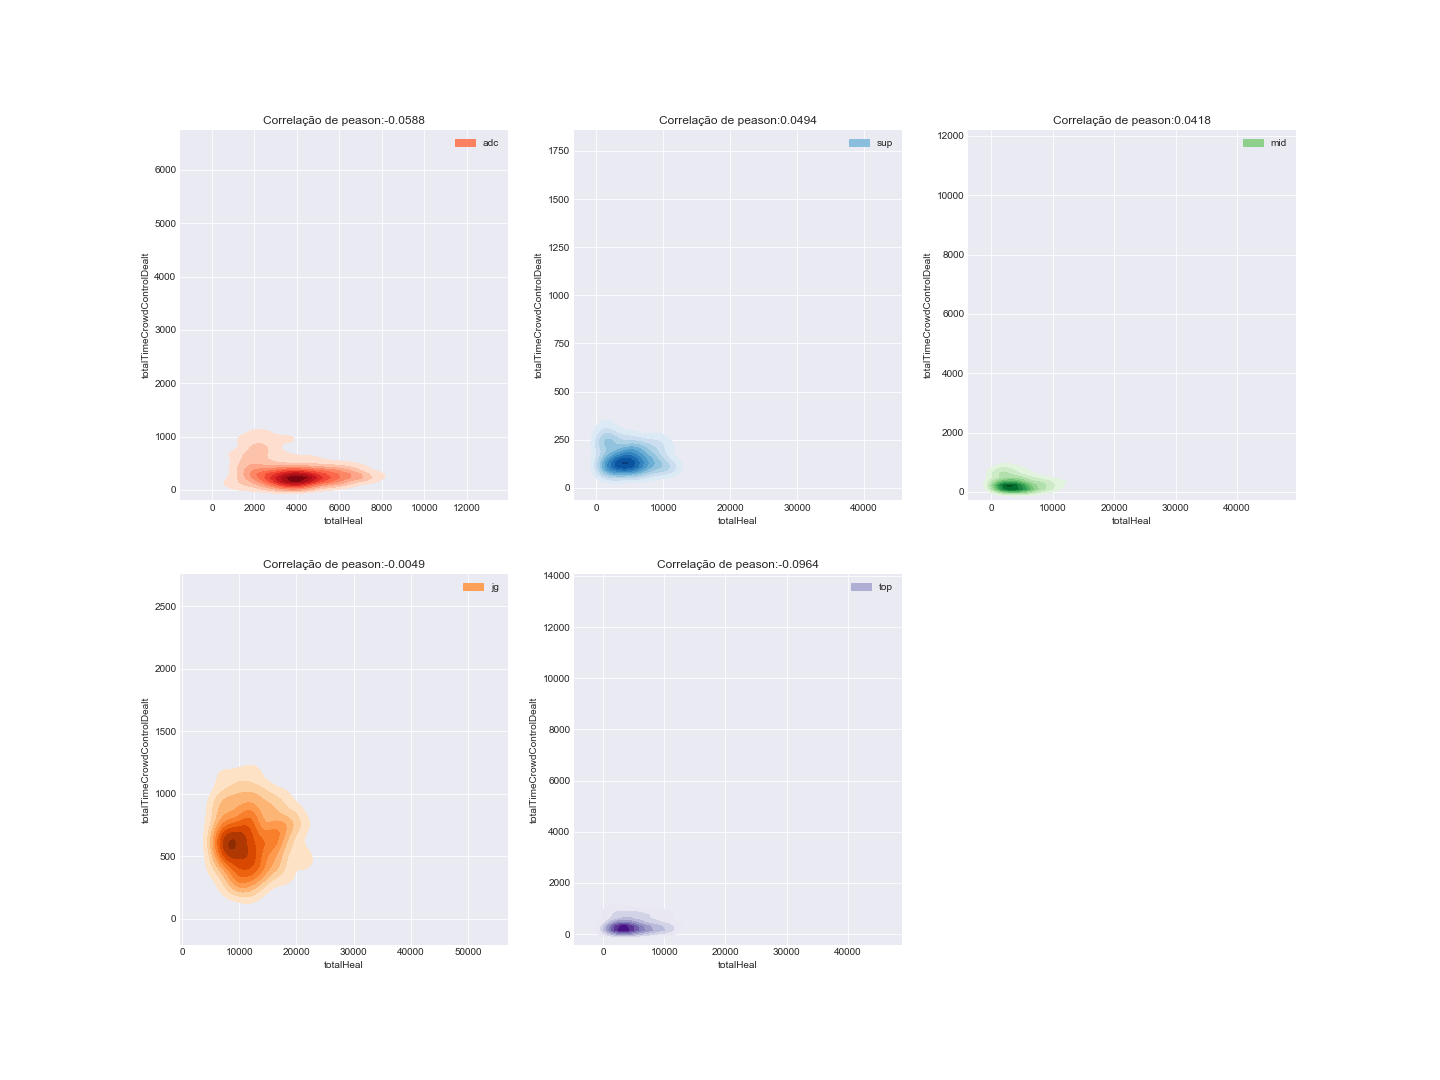 Correlação de peason:-0.0588
adc
6000
5000
4000
3000
2000
1000
0
totalTimeCrowdControlDealt
0 2000 4000 6000 8000 10000 12000
totalHeal
Correlação de peason:0.0494
sup
1750
1500
1250
1000
750
500
250
0
totalTimeCrowdControlDealt
0 10000 20000 30000 40000
totalHeal
Correlação de peason:0.0418
mid
12000
10000
8000
6000
4000
2000
0
totalTimeCrowdControlDealt
0 10000 20000 30000 40000
totalHeal
Correlação de peason:-0.0049
jg
2500
2000
1500
1000
500
0
totalTimeCrowdControlDealt
0 10000 20000 30000 40000 50000
totalHeal
Correlação de peason:-0.0964
top
14000
12000
10000
8000
6000
4000
2000
0
totalTimeCrowdControlDealt
0 10000 20000 30000 40000
totalHeal